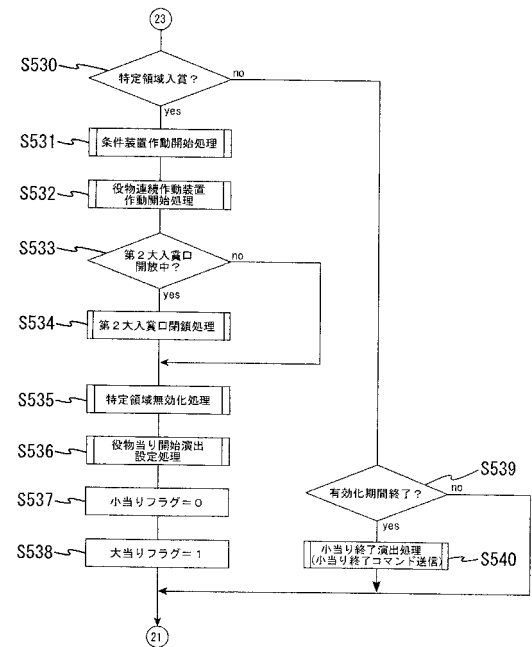 23
S530
特定領域入賞？
no
yes
S531
条件装置作動開始処理
S532
役物連続作動装置
作動開始処理
S533
第２大入賞口
開放中？
no
yes
S534
第２大入賞口閉鎖処理
S535
特定領域無効化処理
S536
役物当り開始演出
設定処理
S537
小当りフラグ＝０
S538
大当りフラグ＝１
S539
有効化期間終了？
no
yes
小当り終了演出処理
(小当り終了コマンド送信)
S540
21